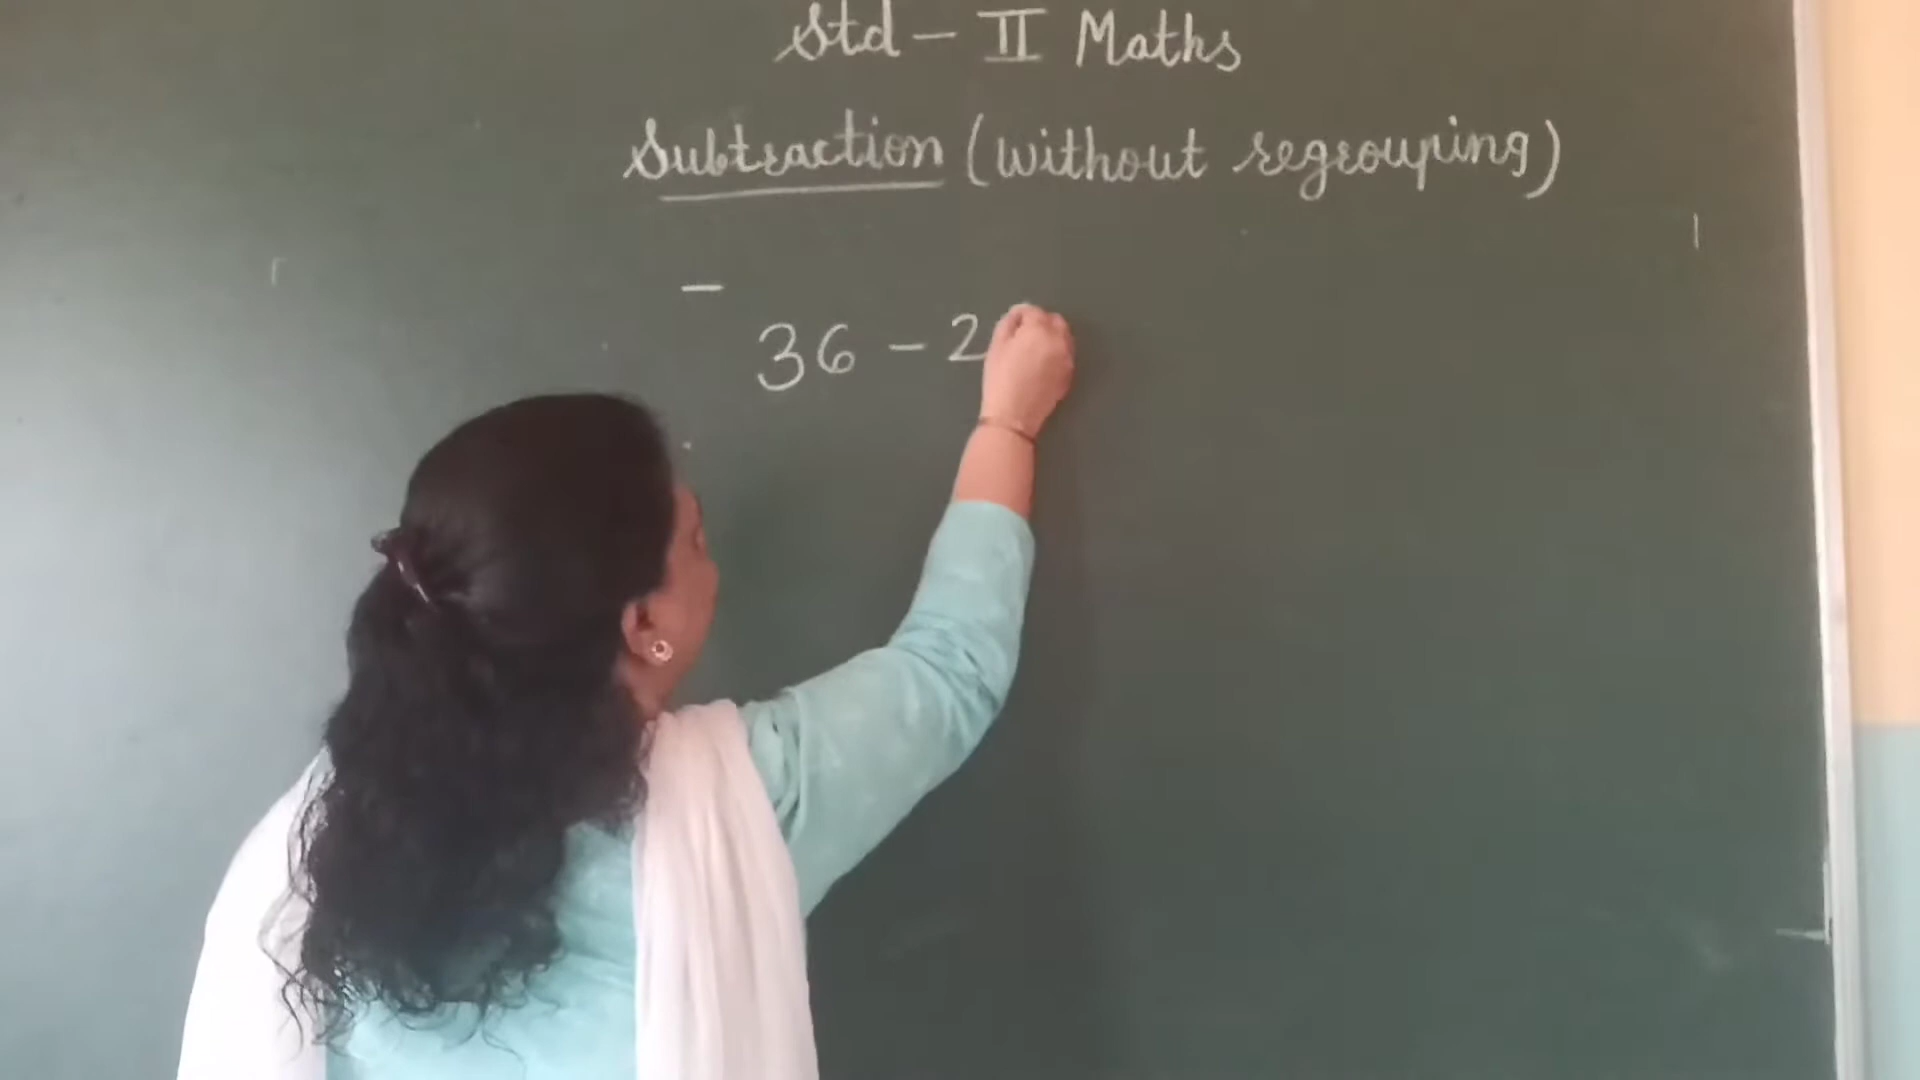 Std - II Maths
Subtraction (without regrouping)
-
36 - 2